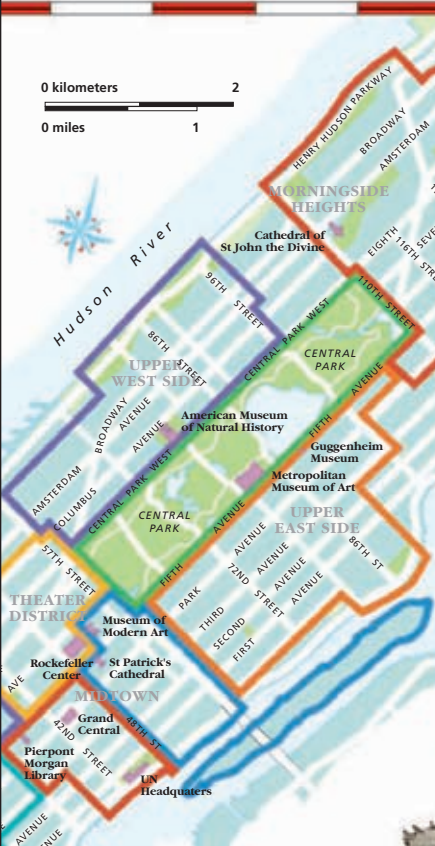 0 kilometers 2
0 miles 1
HENRY HUDSON PARKWAY
BROADWAY
AMSTERDAM
MORNINGSIDE
HEIGHTS
Cathedral of
St John the Divine
EIGHTH
116TH
Hudson River
96TH STREET
110TH STREET
CENTRAL PARK WEST
CENTRAL
PARK
86TH STREET
UPPER
WEST SIDE
BROADWAY
AVENUE
AVENUE
AMSTERDAM
COLUMBUS
American Museum
of Natural History
FIFTH AVENUE
Guggenheim
Museum
Metropolitan
Museum of Art
CENTRAL PARK WEST
CENTRAL
PARK
UPPER
EAST SIDE
86TH ST
FIFTH AVENUE
57TH STREET
PARK AVENUE
72ND STREET
THIRD AVENUE
SECOND AVENUE
FIRST AVENUE
THEATER
DISTRICT
Museum of
Modern Art
Rockefeller
Center
St Patrick's
Cathedral
AVE
MIDTOWN
Grand
Central
48TH ST
42ND STREET
Pierpont
Morgan
Library
UN
Headquaters
AVENUE